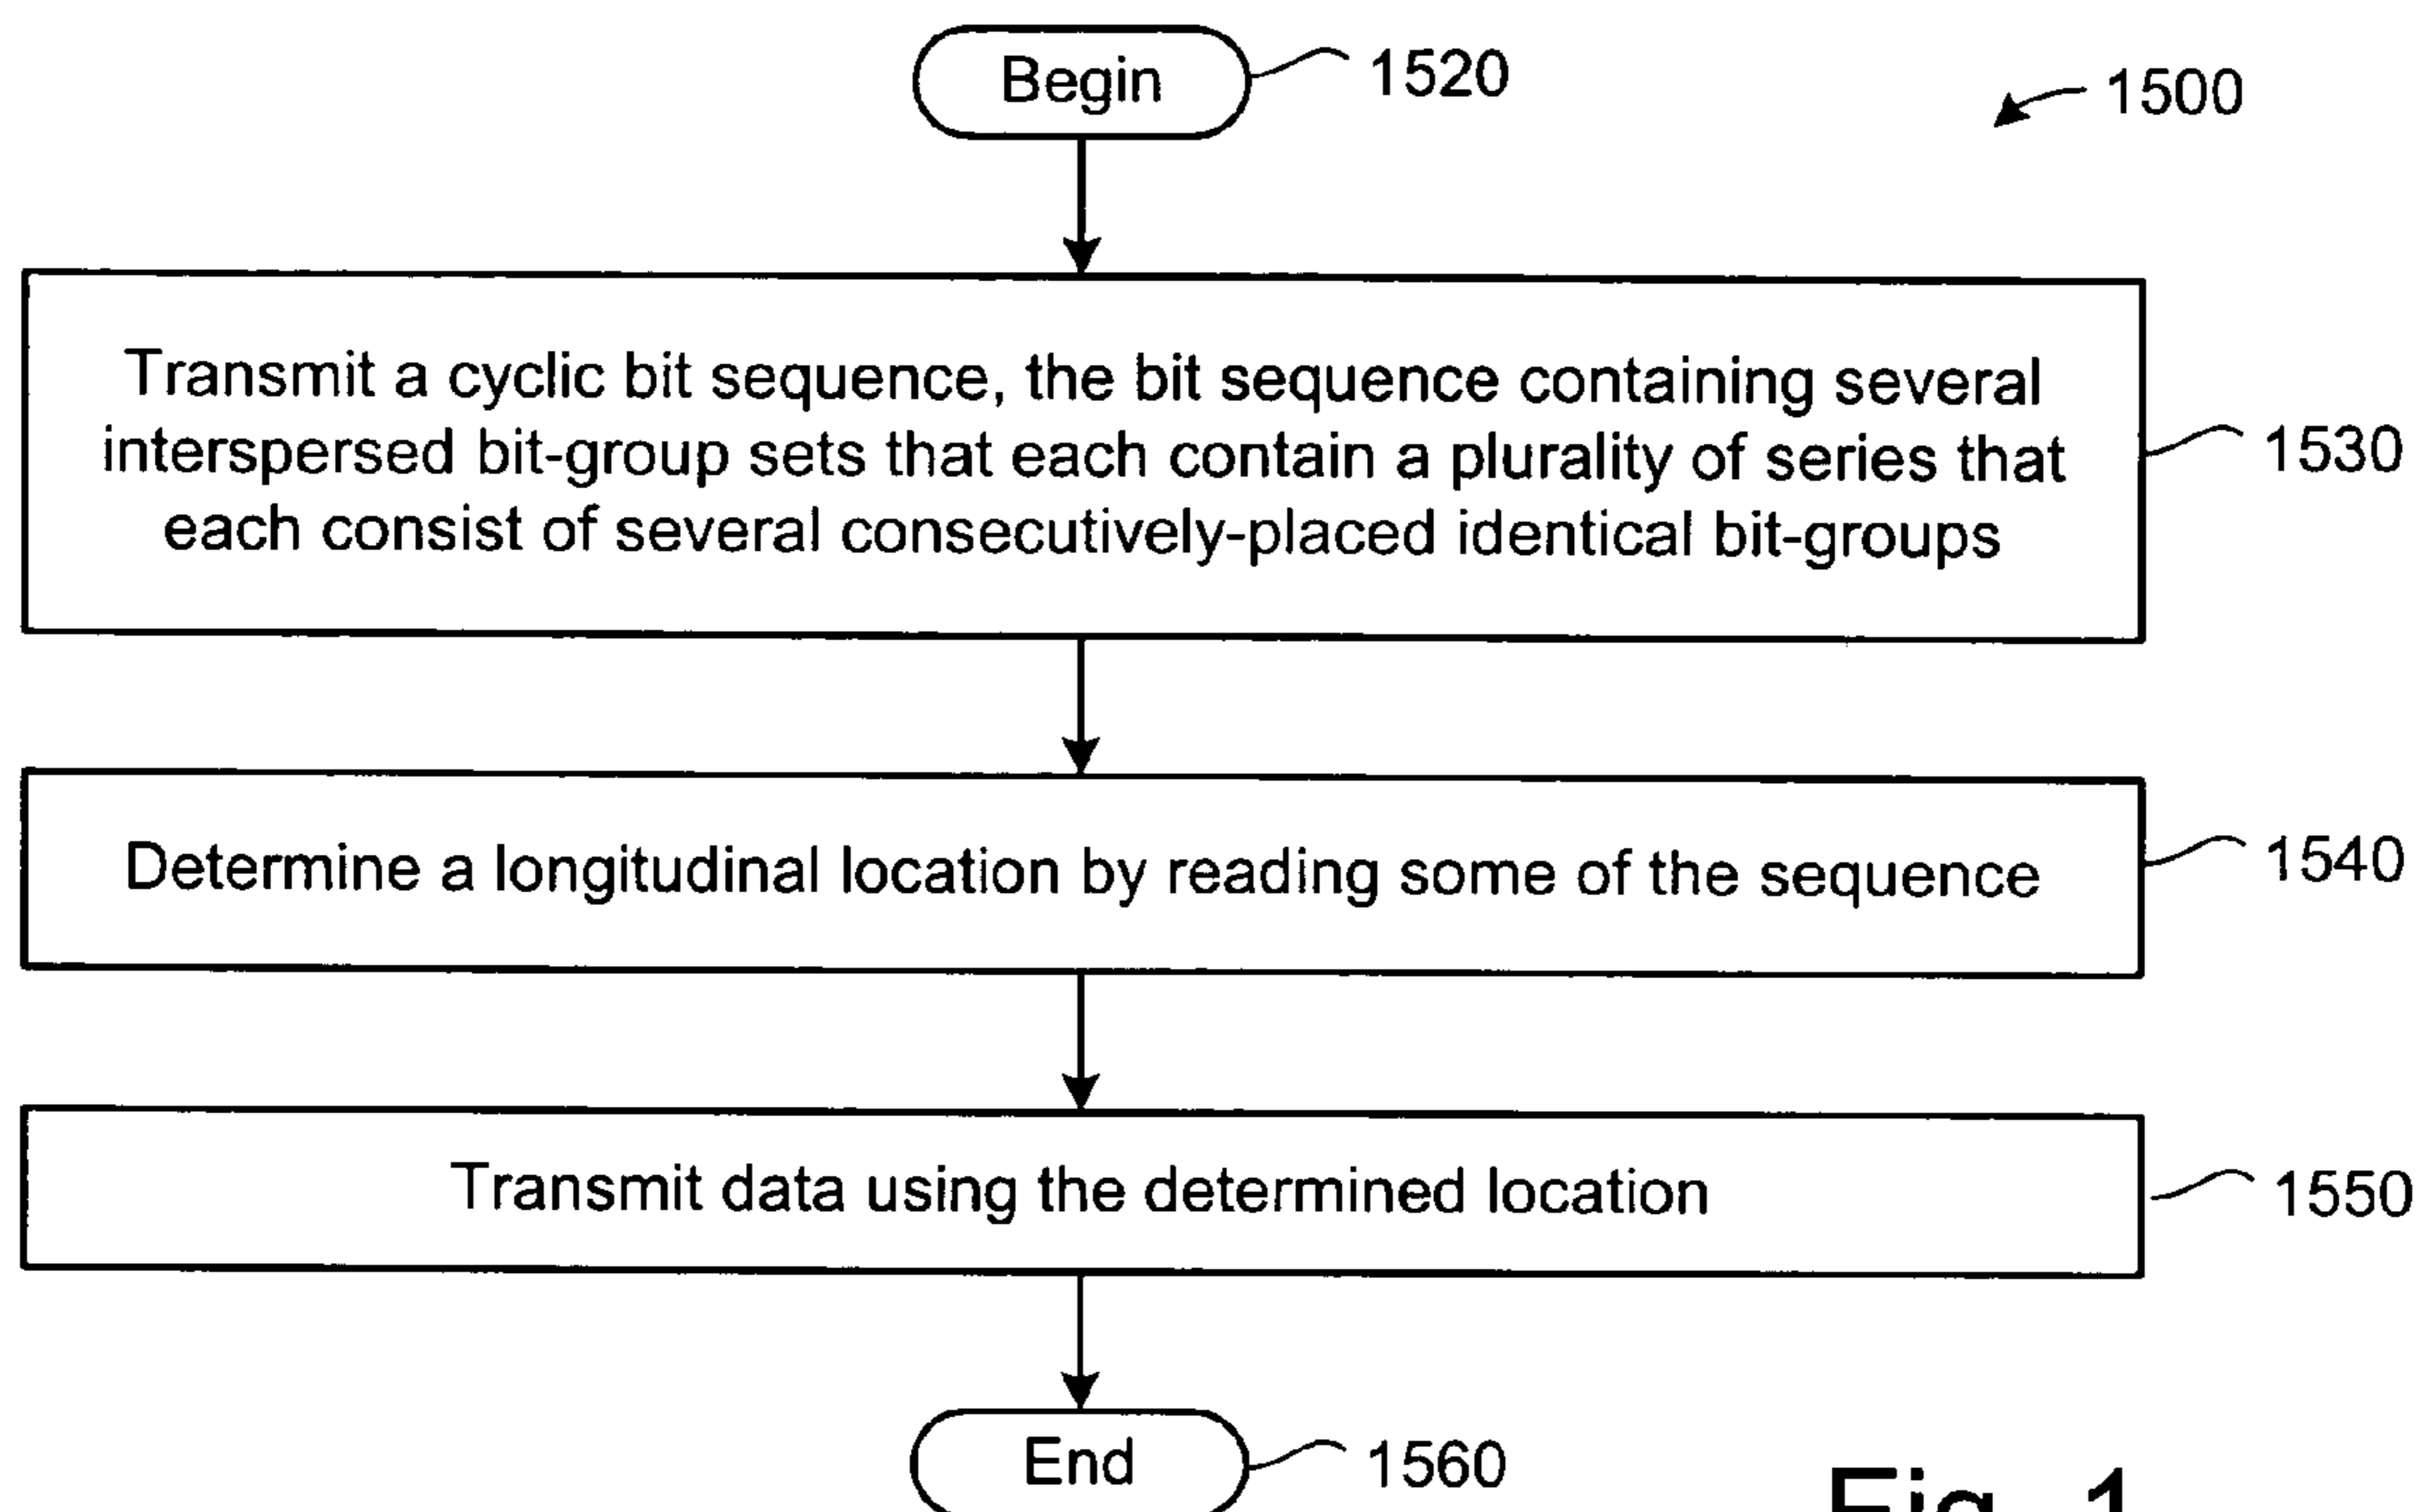 Begin
1520
1500
Transmit a cyclic bit sequence, the bit sequence containing several
interspersed bit-group sets that each contain a plurality of series that
each consist of several consecutively-placed identical bit-groups
1530
Determine a longitudinal location by reading some of the sequence
1540
Transmit data using the determined location
1550
End
1560
Fig. 1